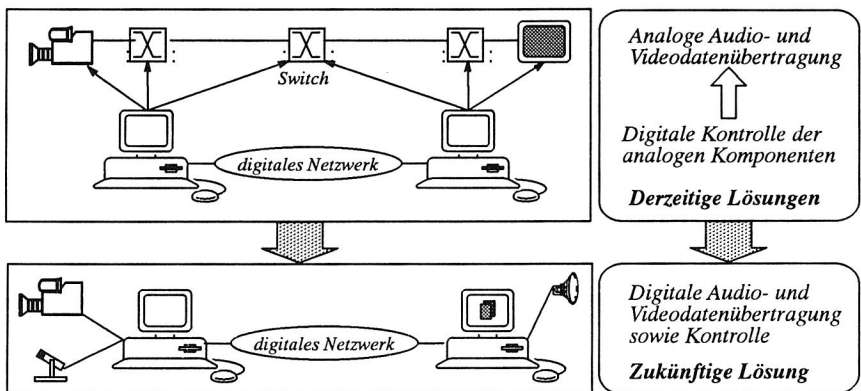 Switch
digitales Netzwerk
Analoge Audio- und
Videodatenübertragung
Digitale Kontrolle der
analogen Komponenten
Derzeitige Lösungen
digitales Netzwerk
Digitale Audio- und
Videodatenübertragung
sowie Kontrolle
Zukünftige Lösung